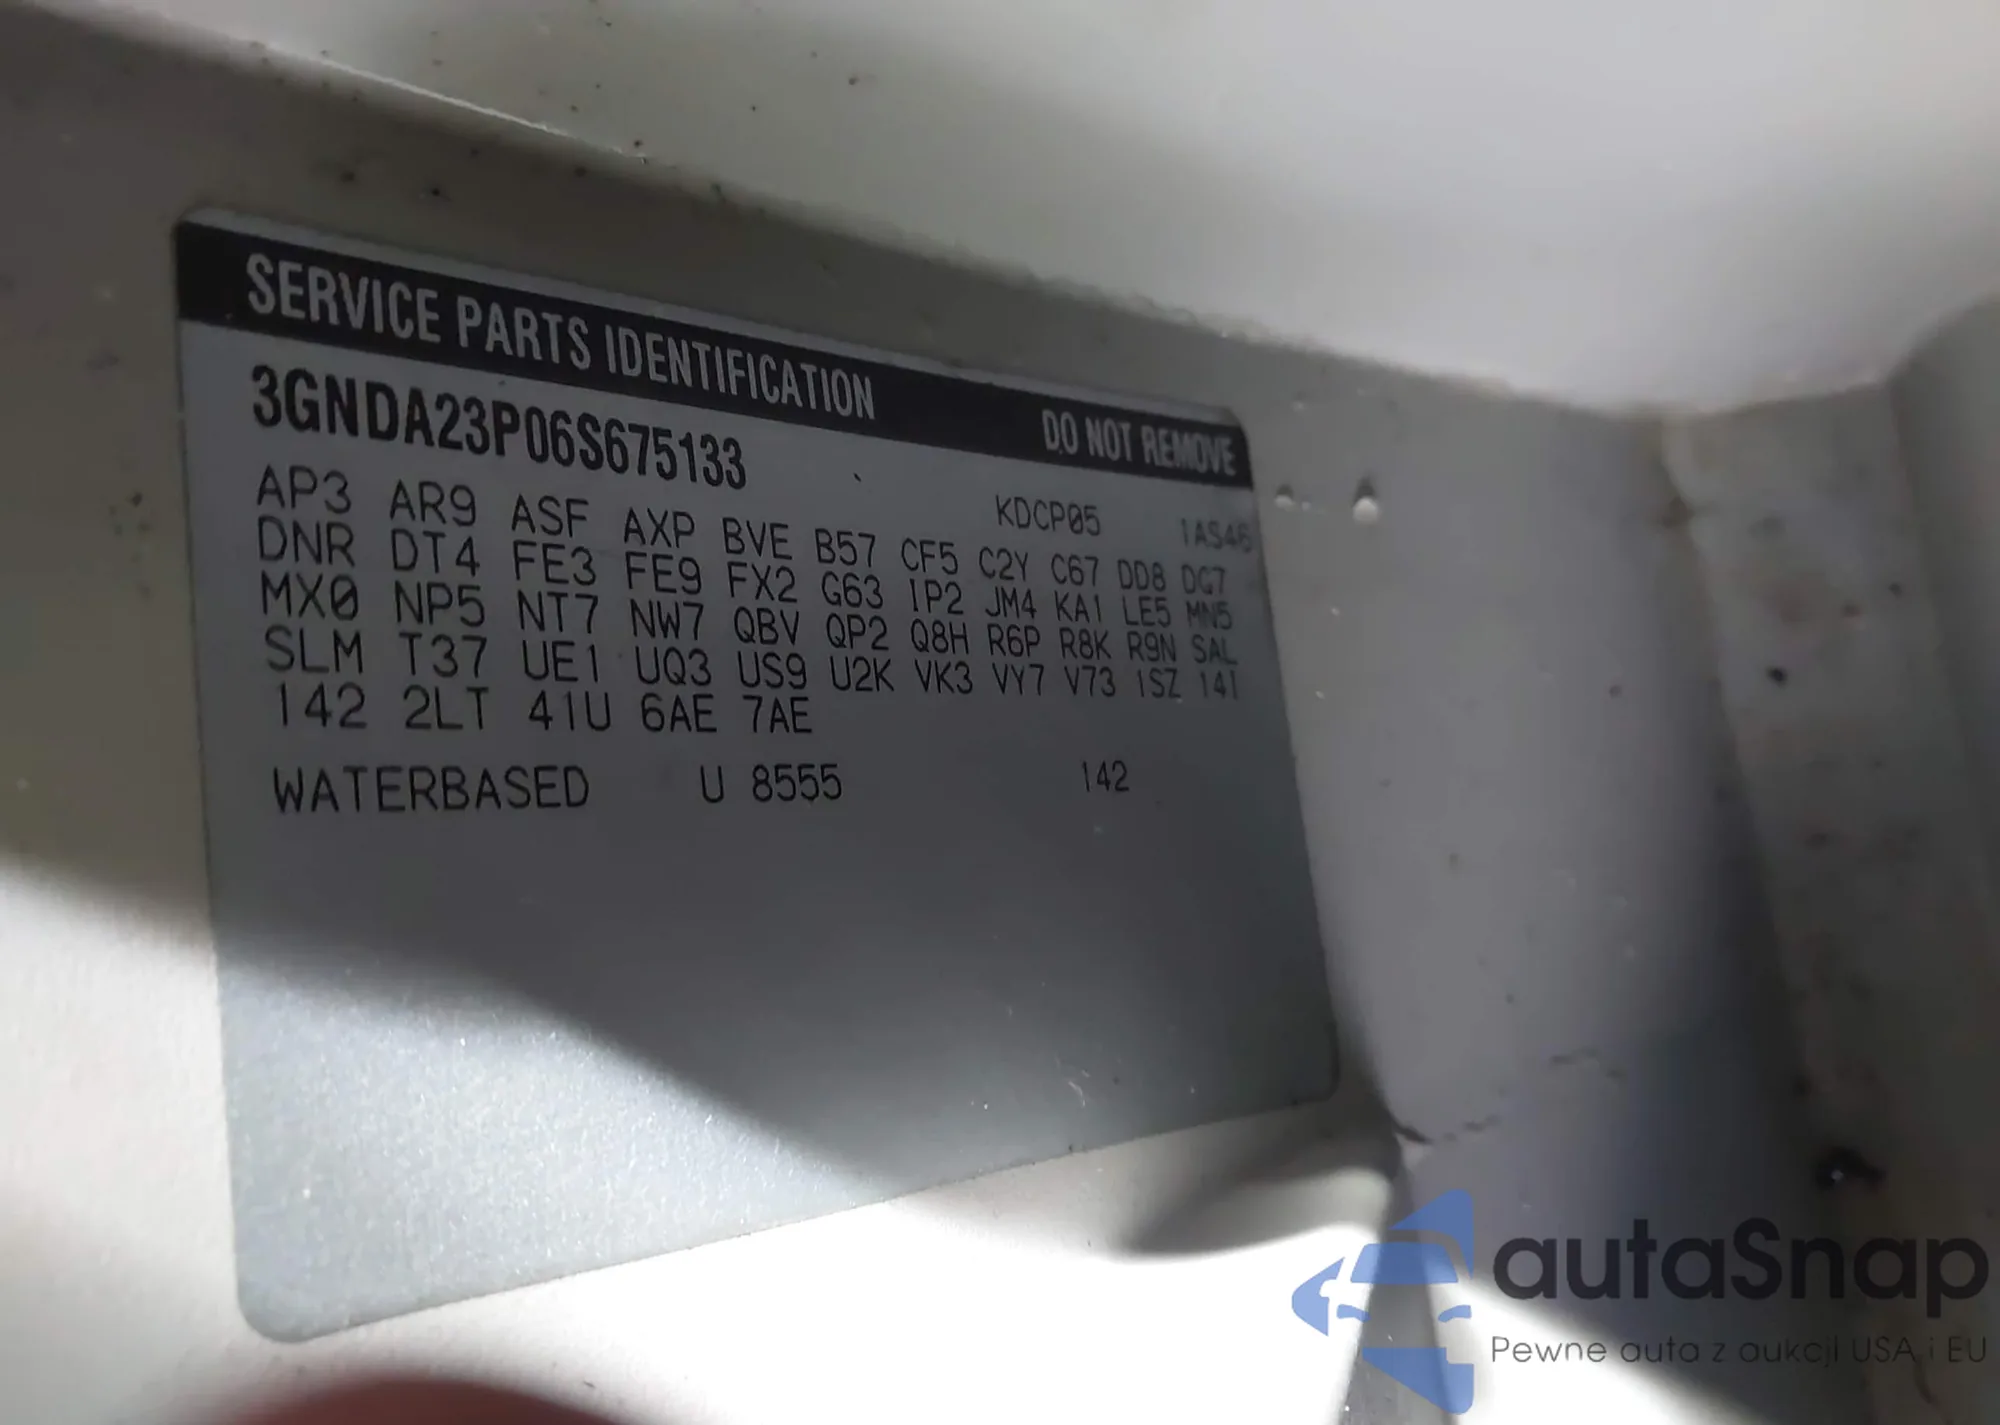 SERVICE PARTS IDENTIFICATION DO NOT REMOVE
3GNDA23P06S675133
KDCP05 1AS46
AP3 AR9 ASF AXP BVE B57 CF5 C2Y C67 DD8 DG7
DNR DT4 FE3 FE9 FX2 G63 IP2 JM4 KA1 LE5 MN5
MX0 NP5 NT7 NW7 QBV QP2 Q8H R6P R8K R9N SAL
SLM T37 UE1 UQ3 US9 U2K VK3 VY7 V73 1SZ 14I
142 2LT 41U 6AE 7AE
WATERBASED U 8555 142
autaSnap
Pewne auta z aukcji USA i EU